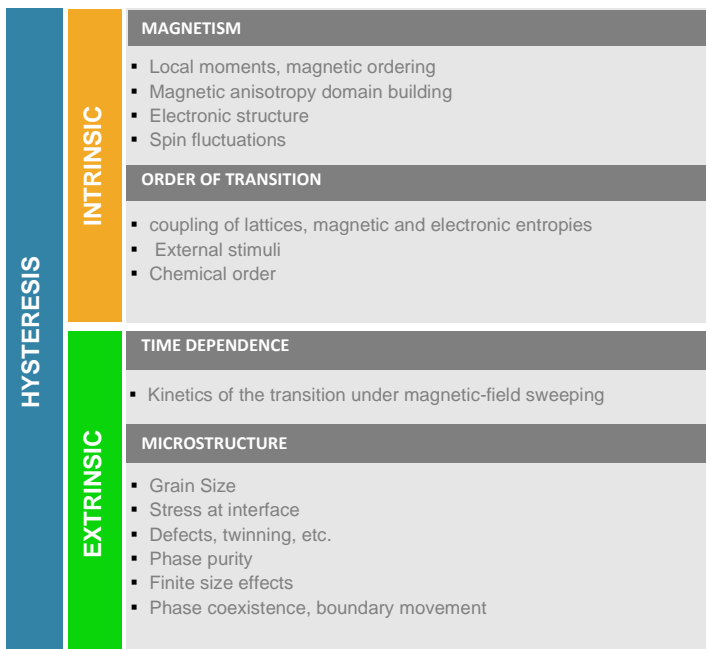 HYSTERESIS
INTRINSIC
MAGNETISM
▪ Local moments, magnetic ordering
▪ Magnetic anisotropy domain building
▪ Electronic structure
▪ Spin fluctuations
ORDER OF TRANSITION
▪ coupling of lattices, magnetic and electronic entropies
▪ External stimuli
▪ Chemical order
EXTRINSIC
TIME DEPENDENCE
▪ Kinetics of the transition under magnetic-field sweeping
MICROSTRUCTURE
▪ Grain Size
▪ Stress at interface
▪ Defects, twinning, etc.
▪ Phase purity
▪ Finite size effects
▪ Phase coexistence, boundary movement